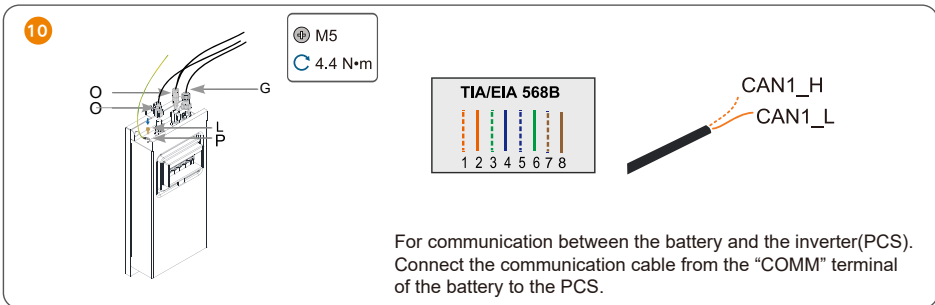 10
M5
4.4 N•m
O
G
G
L
P
TIA/EIA 568B
1 2 3 4 5 6 7 8
CAN1_H
CAN1_L
For communication between the battery and the inverter(PCS).
Connect the communication cable from the “COMM” terminal
of the battery to the PCS.